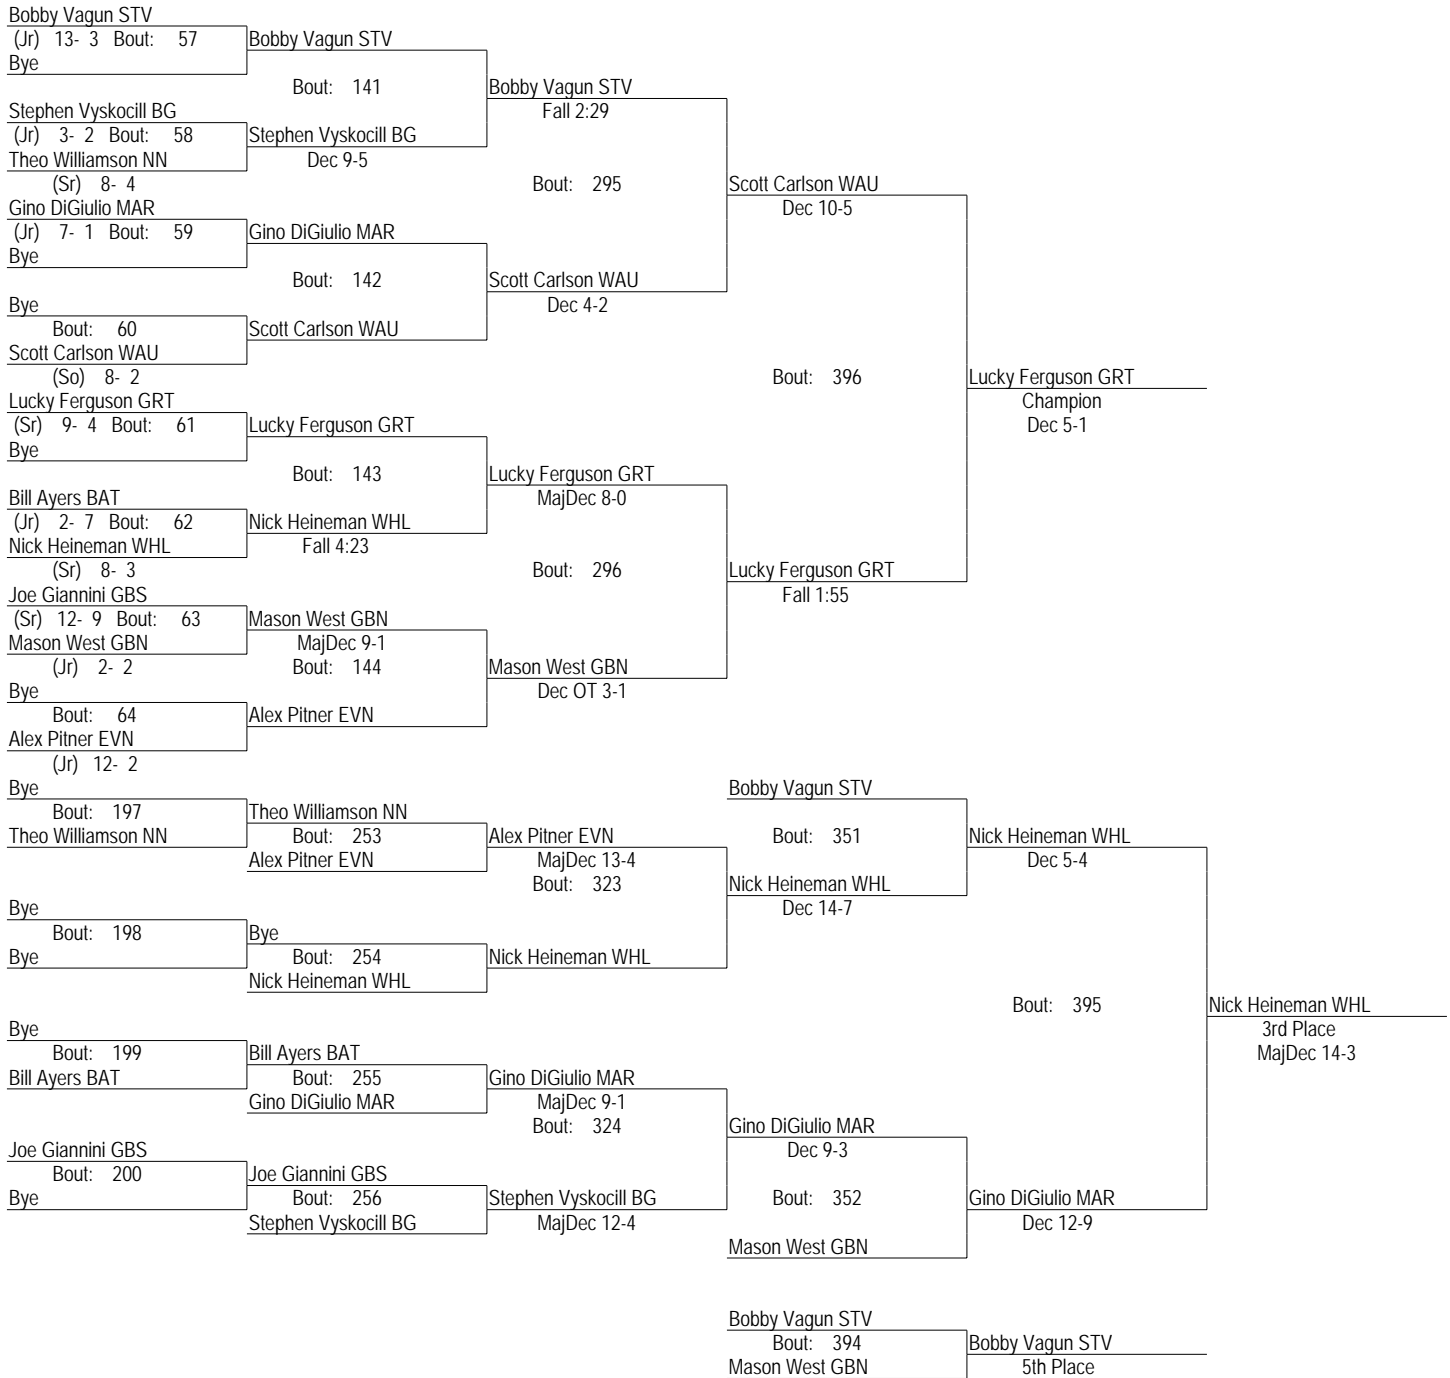 Bobby Vagun STV
(Jr) 13- 3 Bout: 57 Bobby Vagun STV
Bye
Bout: 141 Bobby Vagun STV
Stephen Vyskocill BG Fall 2:29
(Jr) 3- 2 Bout: 58 Stephen Vyskocill BG
Theo Williamson NN Dec 9-5
(Sr) 8- 4 Bout: 295 Scott Carlson WAU
Gino DiGiulio MAR Dec 10-5
(Jr) 7- 1 Bout: 59 Gino DiGiulio MAR
Bye
Bout: 142 Scott Carlson WAU
Bye Dec 4-2
Bout: 60 Scott Carlson WAU
Scott Carlson WAU
(So) 8- 2 Bout: 396 Lucky Ferguson GRT
Lucky Ferguson GRT Champion
(Sr) 9- 4 Bout: 61 Lucky Ferguson GRT Dec 5-1
Bye
Bout: 143 Lucky Ferguson GRT
Bill Ayers BAT MajDec 8-0
(Jr) 2- 7 Bout: 62 Nick Heineman WHL
Nick Heineman WHL Fall 4:23
(Sr) 8- 3 Bout: 296 Lucky Ferguson GRT
Joe Giannini GBS Fall 1:55
(Sr) 12- 9 Bout: 63 Mason West GBN
Mason West GBN MajDec 9-1
(Jr) 2- 2 Bout: 144 Mason West GBN
Bye Dec OT 3-1
Bout: 64 Alex Pitner EVN
Alex Pitner EVN
(Jr) 12- 2
Bye Bobby Vagun STV
Bout: 197 Theo Williamson NN
Theo Williamson NN Bout: 253 Alex Pitner EVN Bout: 351 Nick Heineman WHL
Alex Pitner EVN MajDec 13-4 Dec 5-4
Bout: 323 Nick Heineman WHL
Bye Dec 14-7
Bout: 198 Bye
Bye Bout: 254 Nick Heineman WHL
Nick Heineman WHL
Bout: 395 Nick Heineman WHL
Bye 3rd Place
Bout: 199 Bill Ayers BAT MajDec 14-3
Bill Ayers BAT Bout: 255 Gino DiGiulio MAR
Gino DiGiulio MAR MajDec 9-1
Bout: 324 Gino DiGiulio MAR
Joe Giannini GBS Dec 9-3
Bout: 200 Joe Giannini GBS
Bye Bout: 256 Stephen Vyskocill BG Bout: 352 Gino DiGiulio MAR
Stephen Vyskocill BG MajDec 12-4 Dec 12-9
Mason West GBN
Bobby Vagun STV
Bout: 394 Bobby Vagun STV
Mason West GBN 5th Place